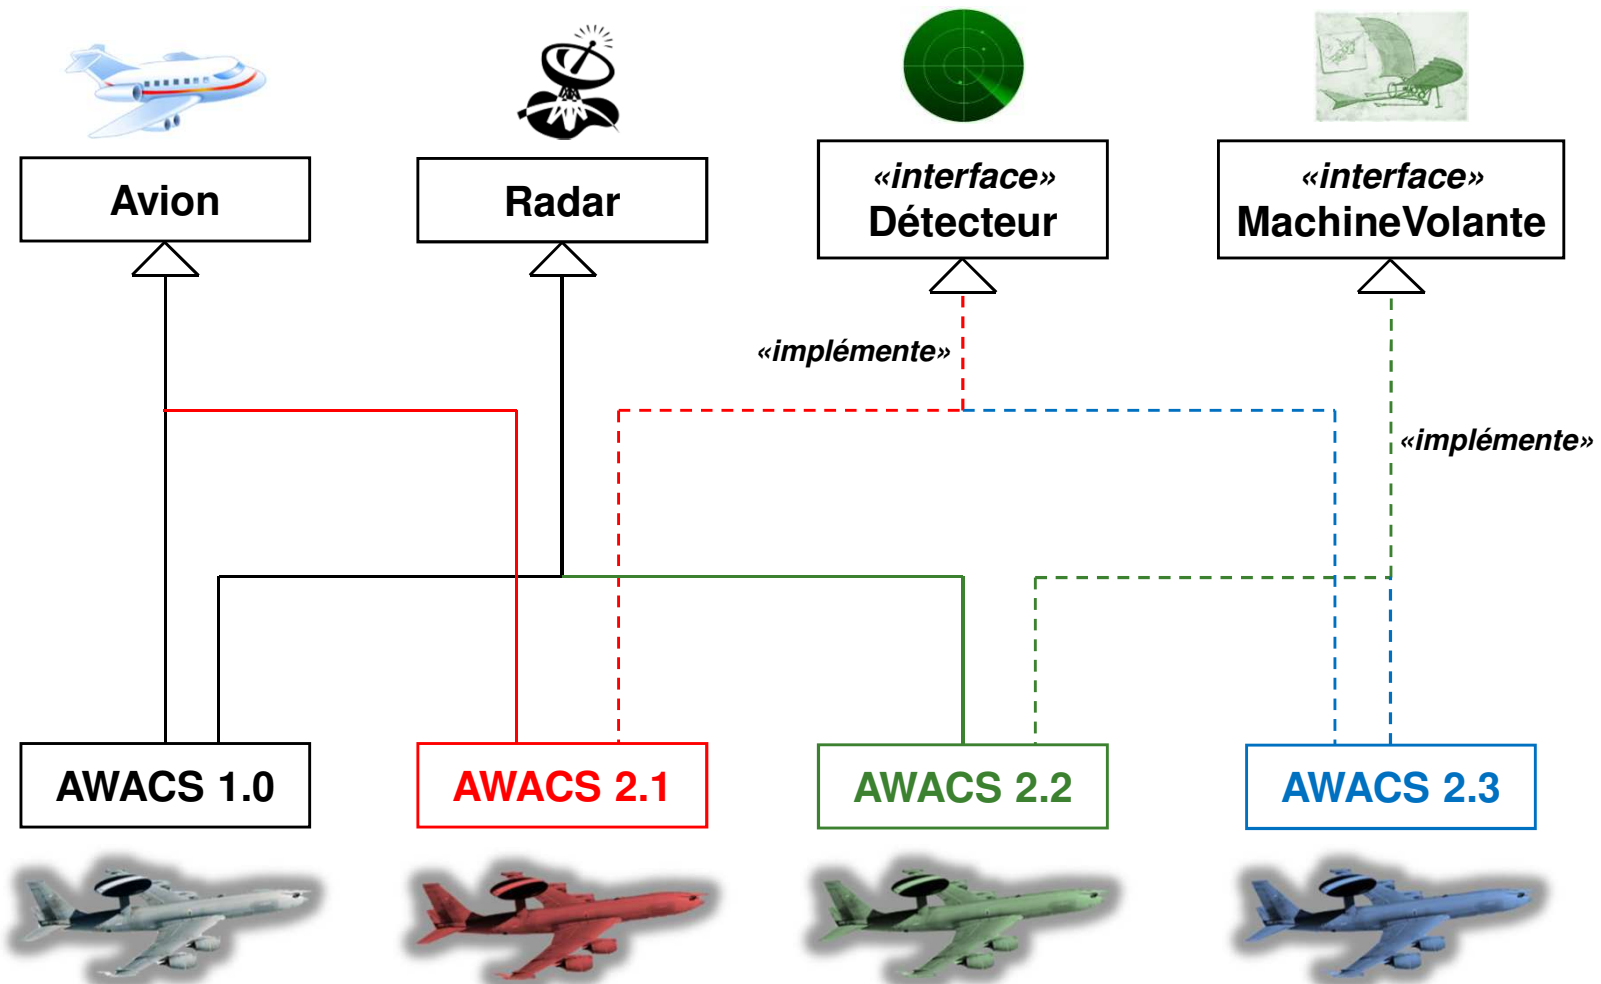 Avion
Radar
«interface»
Détecteur
«interface»
MachineVolante
«implémente»
«implémente»
AWACS 1.0
AWACS 2.1
AWACS 2.2
AWACS 2.3